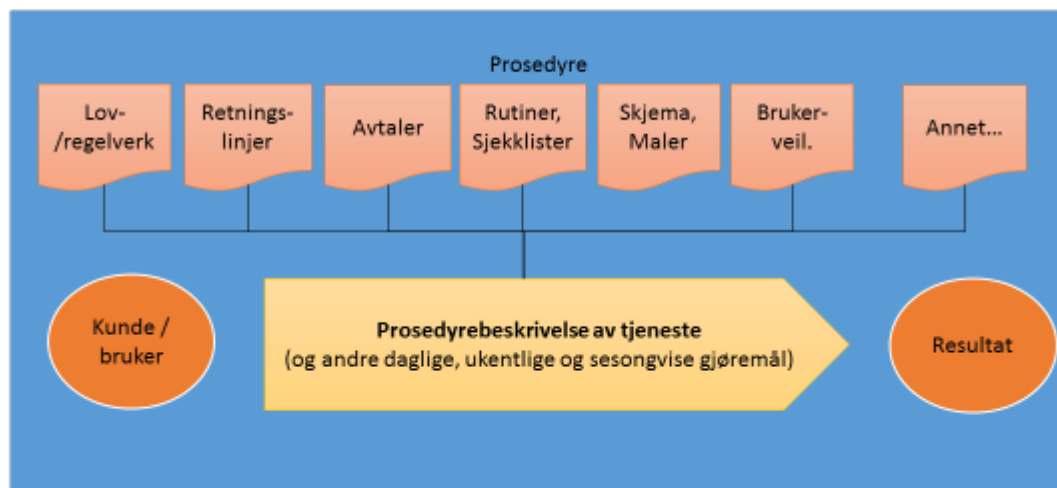 Prosedyre
Lov-
/regelverk
Retnings-
linjer
Avtaler
Rutiner,
Sjekklister
Skjema,
Maler
Bruker-
veil.
Annet...
Kunde /
bruker
Prosedyrebeskrivelse av tjeneste
(og andre daglige, ukentlige og sesongvise gjøremål)
Resultat